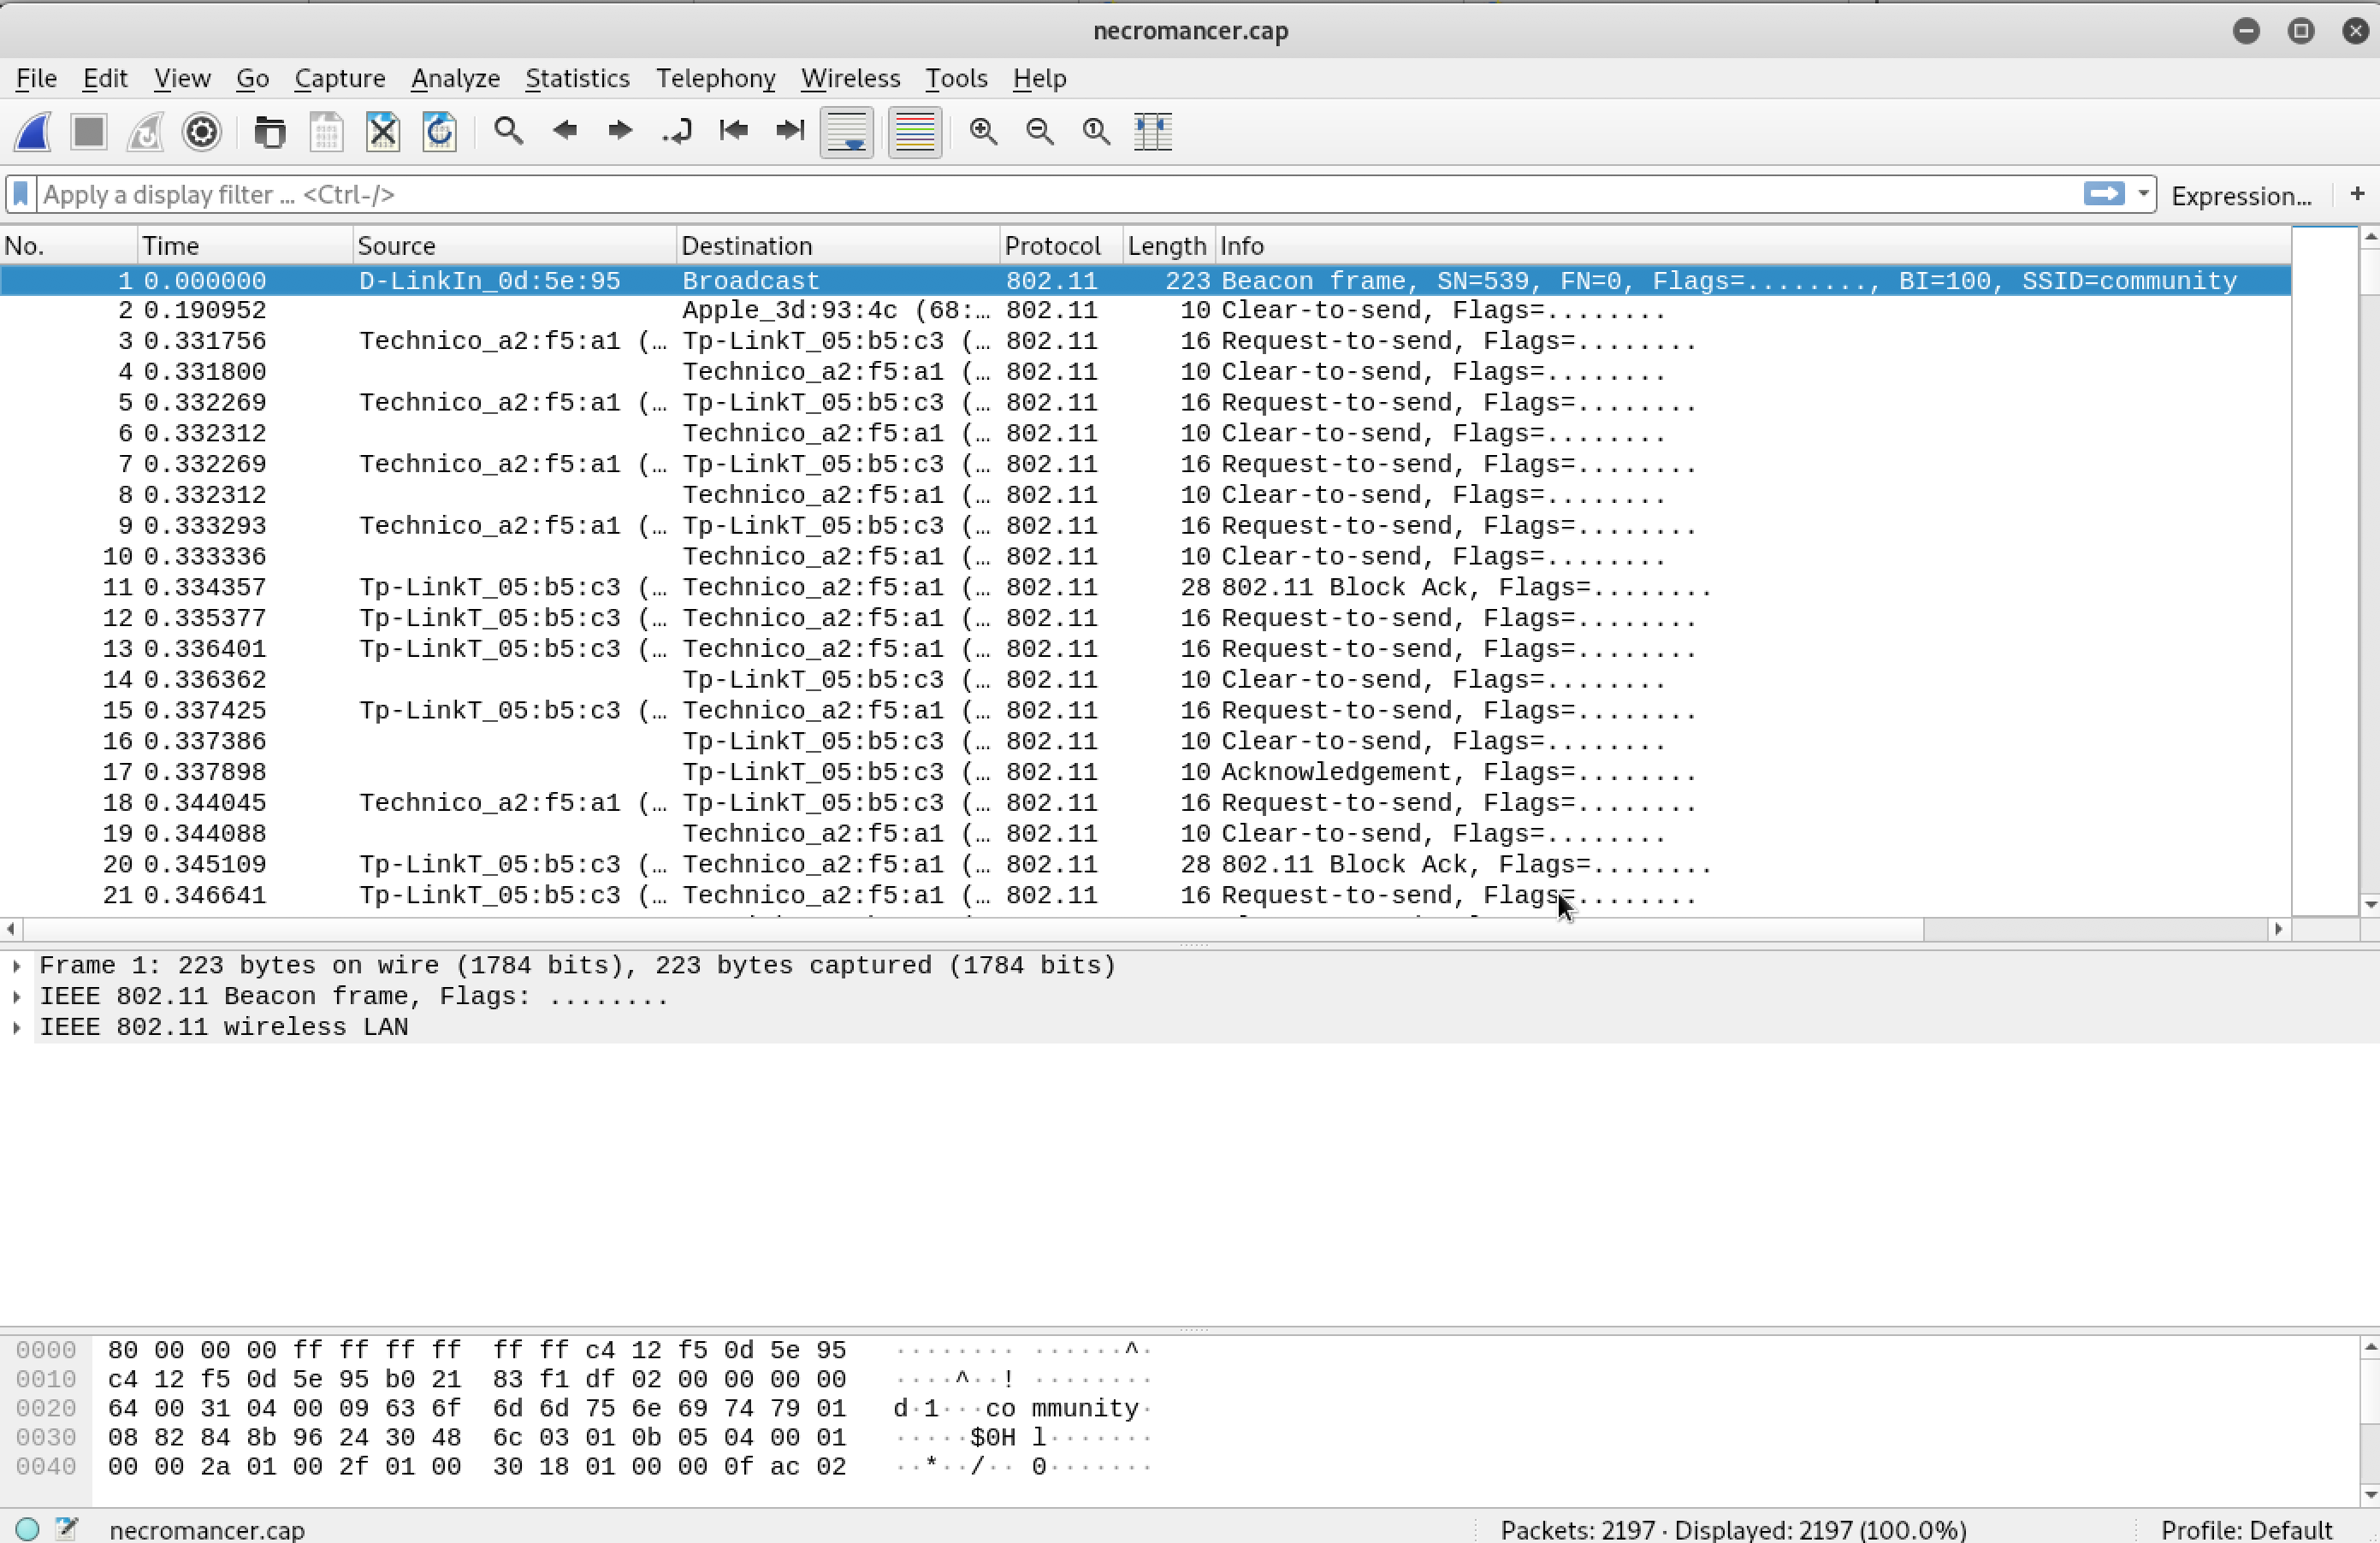 necromancer.cap
File Edit View Go Capture Analyze Statistics Telephony Wireless Tools Help
Apply a display filter ... <Ctrl-/> Expression... +
No. Time Source Destination Protocol Length Info
1 0.000000 D-LinkIn_0d:5e:95 Broadcast 802.11 223 Beacon frame, SN=539, FN=0, Flags=........, BI=100, SSID=community
2 0.190952 Apple_3d:93:4c (68:… 802.11 10 Clear-to-send, Flags=........
3 0.331756 Technico_a2:f5:a1 (… Tp-LinkT_05:b5:c3 (… 802.11 16 Request-to-send, Flags=........
4 0.331800 Technico_a2:f5:a1 (… 802.11 10 Clear-to-send, Flags=........
5 0.332269 Technico_a2:f5:a1 (… Tp-LinkT_05:b5:c3 (… 802.11 16 Request-to-send, Flags=........
6 0.332312 Technico_a2:f5:a1 (… 802.11 10 Clear-to-send, Flags=........
7 0.332269 Technico_a2:f5:a1 (… Tp-LinkT_05:b5:c3 (… 802.11 16 Request-to-send, Flags=........
8 0.332312 Technico_a2:f5:a1 (… 802.11 10 Clear-to-send, Flags=........
9 0.333293 Technico_a2:f5:a1 (… Tp-LinkT_05:b5:c3 (… 802.11 16 Request-to-send, Flags=........
10 0.333336 Technico_a2:f5:a1 (… 802.11 10 Clear-to-send, Flags=........
11 0.334357 Tp-LinkT_05:b5:c3 (… Technico_a2:f5:a1 (… 802.11 28 802.11 Block Ack, Flags=........
12 0.335377 Tp-LinkT_05:b5:c3 (… Technico_a2:f5:a1 (… 802.11 16 Request-to-send, Flags=........
13 0.336401 Tp-LinkT_05:b5:c3 (… Technico_a2:f5:a1 (… 802.11 16 Request-to-send, Flags=........
14 0.336362 Tp-LinkT_05:b5:c3 (… 802.11 10 Clear-to-send, Flags=........
15 0.337425 Tp-LinkT_05:b5:c3 (… Technico_a2:f5:a1 (… 802.11 16 Request-to-send, Flags=........
16 0.337386 Tp-LinkT_05:b5:c3 (… 802.11 10 Clear-to-send, Flags=........
17 0.337898 Tp-LinkT_05:b5:c3 (… 802.11 10 Acknowledgement, Flags=........
18 0.344045 Technico_a2:f5:a1 (… Tp-LinkT_05:b5:c3 (… 802.11 16 Request-to-send, Flags=........
19 0.344088 Technico_a2:f5:a1 (… 802.11 10 Clear-to-send, Flags=........
20 0.345109 Tp-LinkT_05:b5:c3 (… Technico_a2:f5:a1 (… 802.11 28 802.11 Block Ack, Flags=........
21 0.346641 Tp-LinkT_05:b5:c3 (… Technico_a2:f5:a1 (… 802.11 16 Request-to-send, Flags=........
Frame 1: 223 bytes on wire (1784 bits), 223 bytes captured (1784 bits)
IEEE 802.11 Beacon frame, Flags: ........
IEEE 802.11 wireless LAN
0000 80 00 00 00 ff ff ff ff ff ff c4 12 f5 0d 5e 95 ········ ······^·
0010 c4 12 f5 0d 5e 95 b0 21 83 f1 df 02 00 00 00 00 ····^··! ········
0020 64 00 31 04 00 09 63 6f 6d 6d 75 6e 69 74 79 01 d·1···co mmunity·
0030 08 82 84 8b 96 24 30 48 6c 03 01 0b 05 04 00 01 ·····$0H l·······
0040 00 00 2a 01 00 2f 01 00 30 18 01 00 00 0f ac 02 ··*··/·· 0·······
necromancer.cap Packets: 2197 · Displayed: 2197 (100.0%) Profile: Default